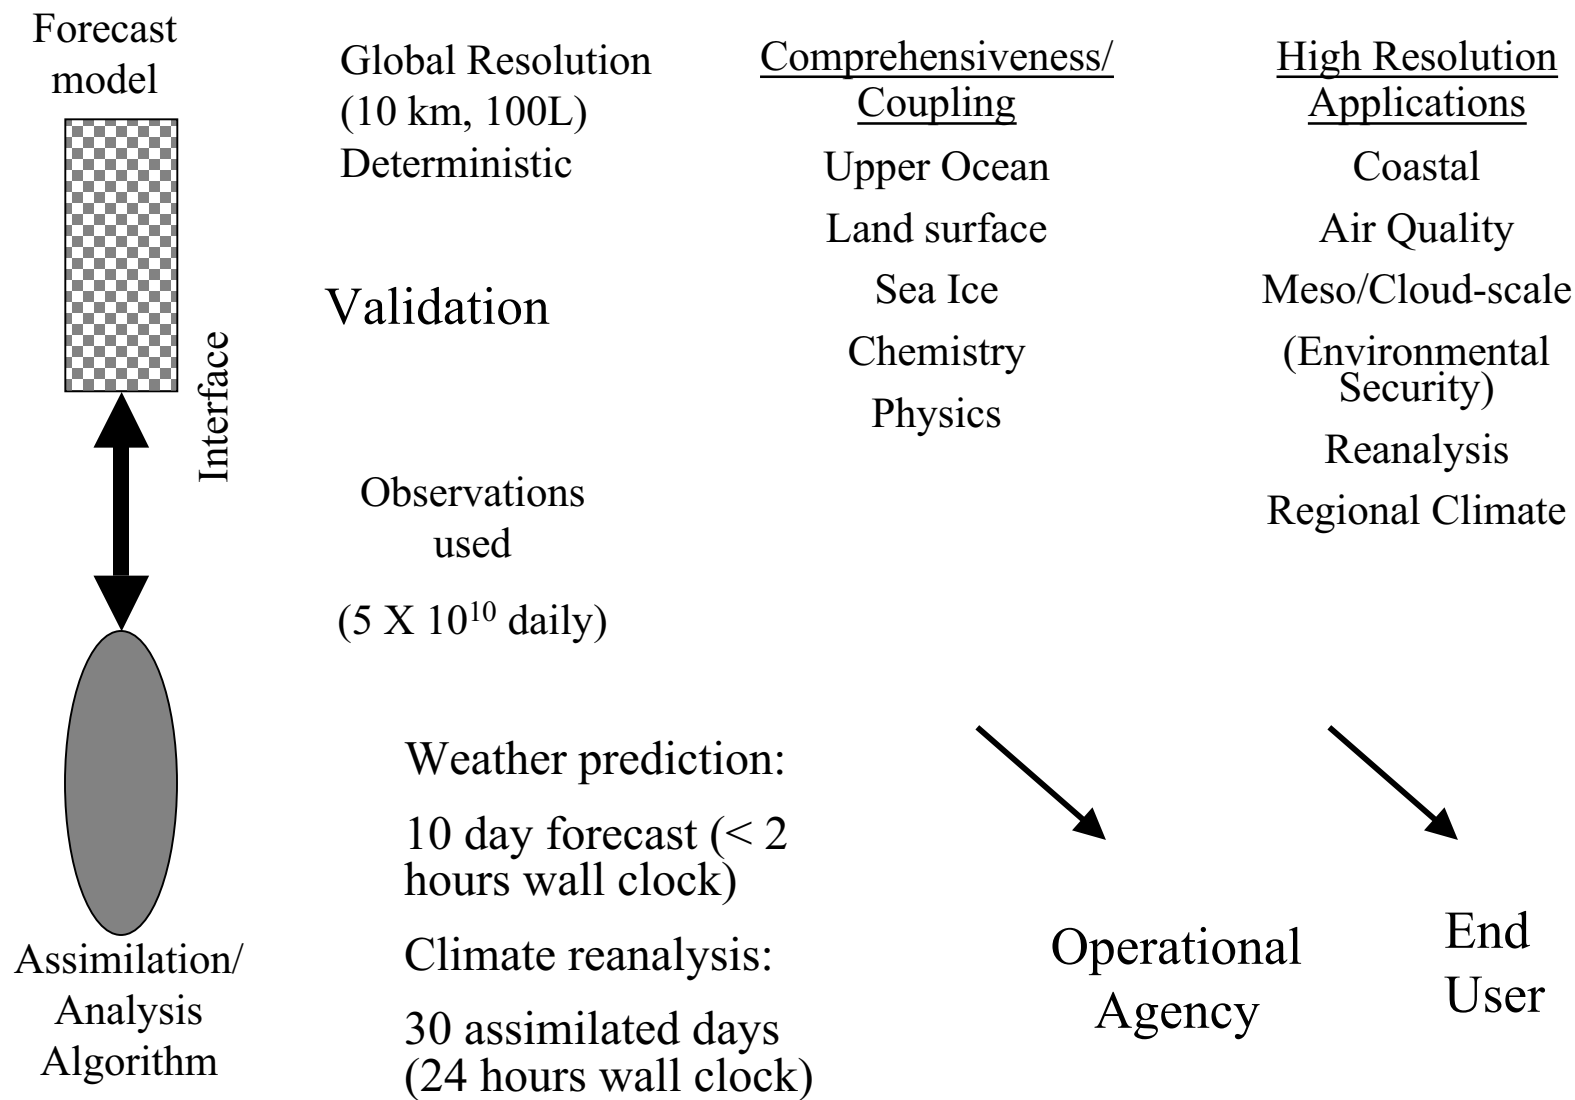 Forecast
model
Interface
Assimilation/
Analysis
Algorithm
Global Resolution
(10 km, 100L)
Deterministic
Validation
Observations
used
(5 X 10¹⁰ daily)
Weather prediction:
10 day forecast (< 2
hours wall clock)
Climate reanalysis:
30 assimilated days
(24 hours wall clock)
Comprehensiveness/
Coupling
Upper Ocean
Land surface
Sea Ice
Chemistry
Physics
High Resolution
Applications
Coastal
Air Quality
Meso/Cloud-scale
(Environmental
Security)
Reanalysis
Regional Climate
Operational
Agency
End
User